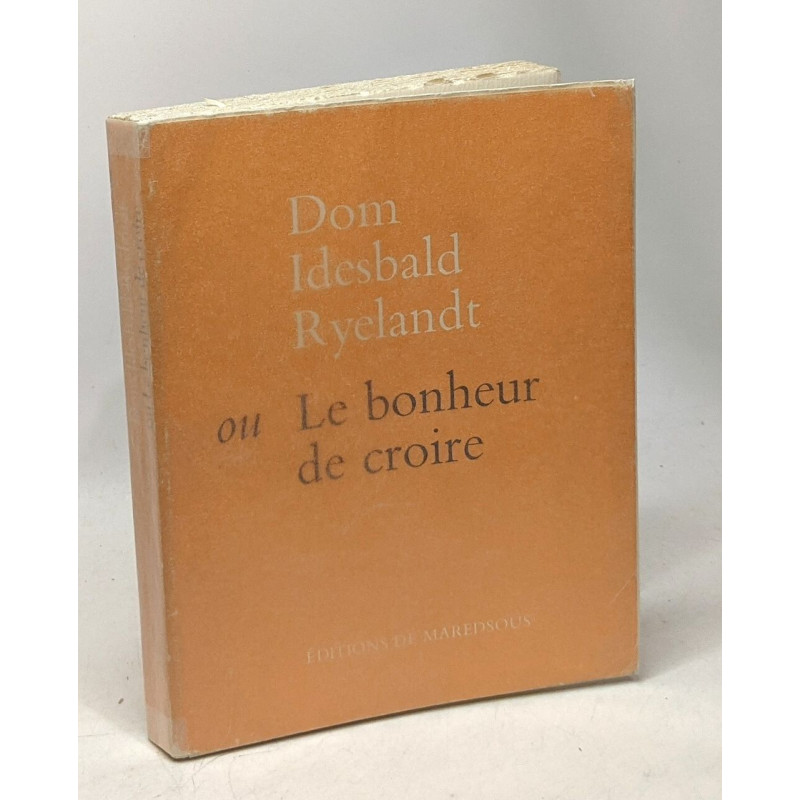 Dom
Idesbald
Ryelandt
ou Le bonheur
de croire
ÉDITIONS DE MAREDSOUS